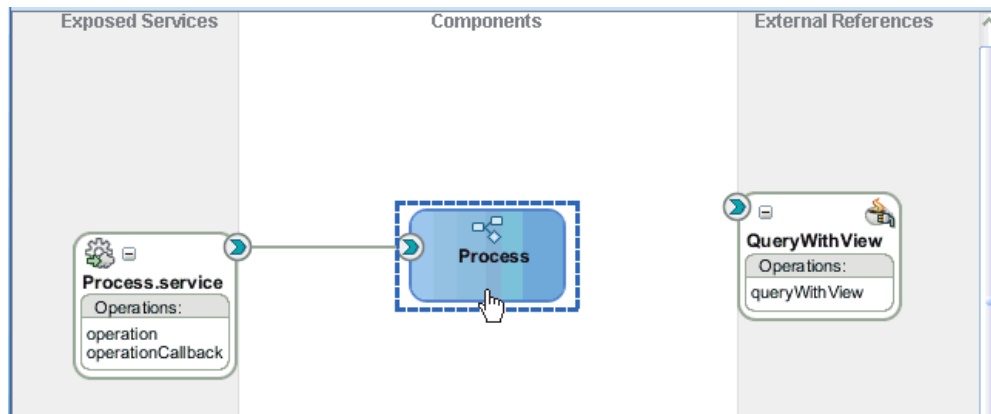 Exposed Services
Components
External References
Process.service
Operations:
operation
operationCallback
Process
QueryWithView
Operations:
queryWithView